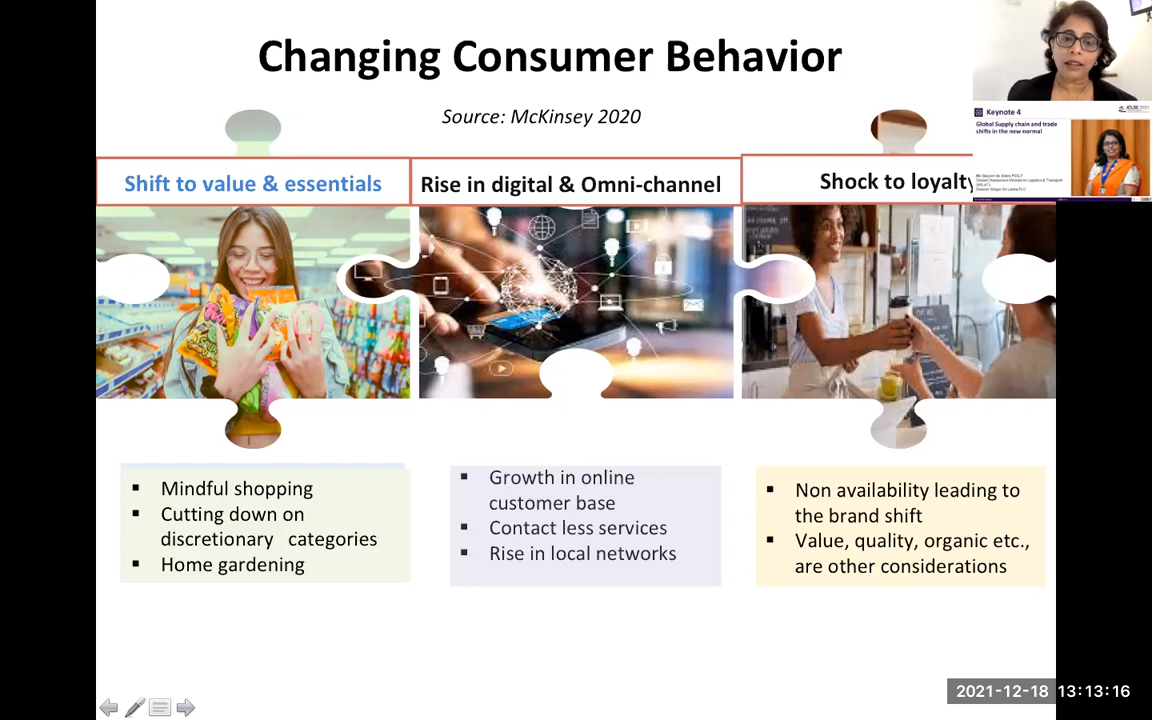 Changing Consumer Behavior
Source: McKinsey 2020
Keynote 4
Global Supply chain and trade
shifts in the new normal
Shift to value & essentials
Rise in digital & Omni-channel
Shock to loyalty
▪ Mindful shopping
▪ Cutting down on
discretionary categories
▪ Home gardening
▪ Growth in online
customer base
▪ Contact less services
▪ Rise in local networks
▪ Non availability leading to
the brand shift
▪ Value, quality, organic etc.,
are other considerations
2021-12-18 13:13:16